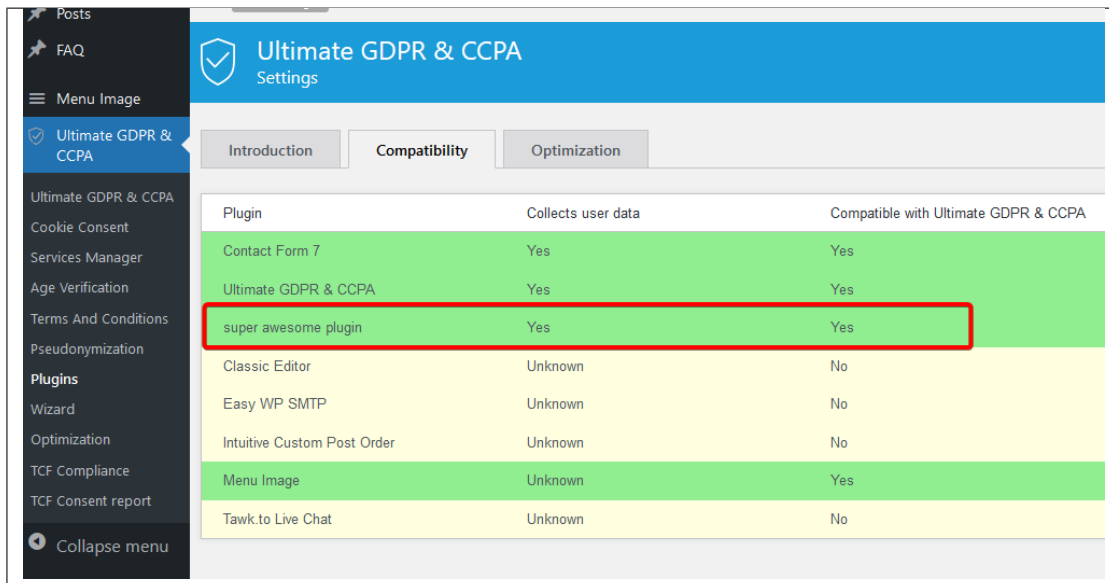 Posts
FAQ
Menu Image
Ultimate GDPR &
CCPA
Ultimate GDPR & CCPA
Cookie Consent
Services Manager
Age Verification
Terms And Conditions
Pseudonymization
Plugins
Wizard
Optimization
TCF Compliance
TCF Consent report
Collapse menu
Ultimate GDPR & CCPA
Settings
Introduction Compatibility Optimization
Plugin Collects user data Compatible with Ultimate GDPR & CCPA
Contact Form 7 Yes Yes
Ultimate GDPR & CCPA Yes Yes
super awesome plugin Yes Yes
Classic Editor Unknown No
Easy WP SMTP Unknown No
Intuitive Custom Post Order Unknown No
Menu Image Unknown Yes
Tawk.to Live Chat Unknown No